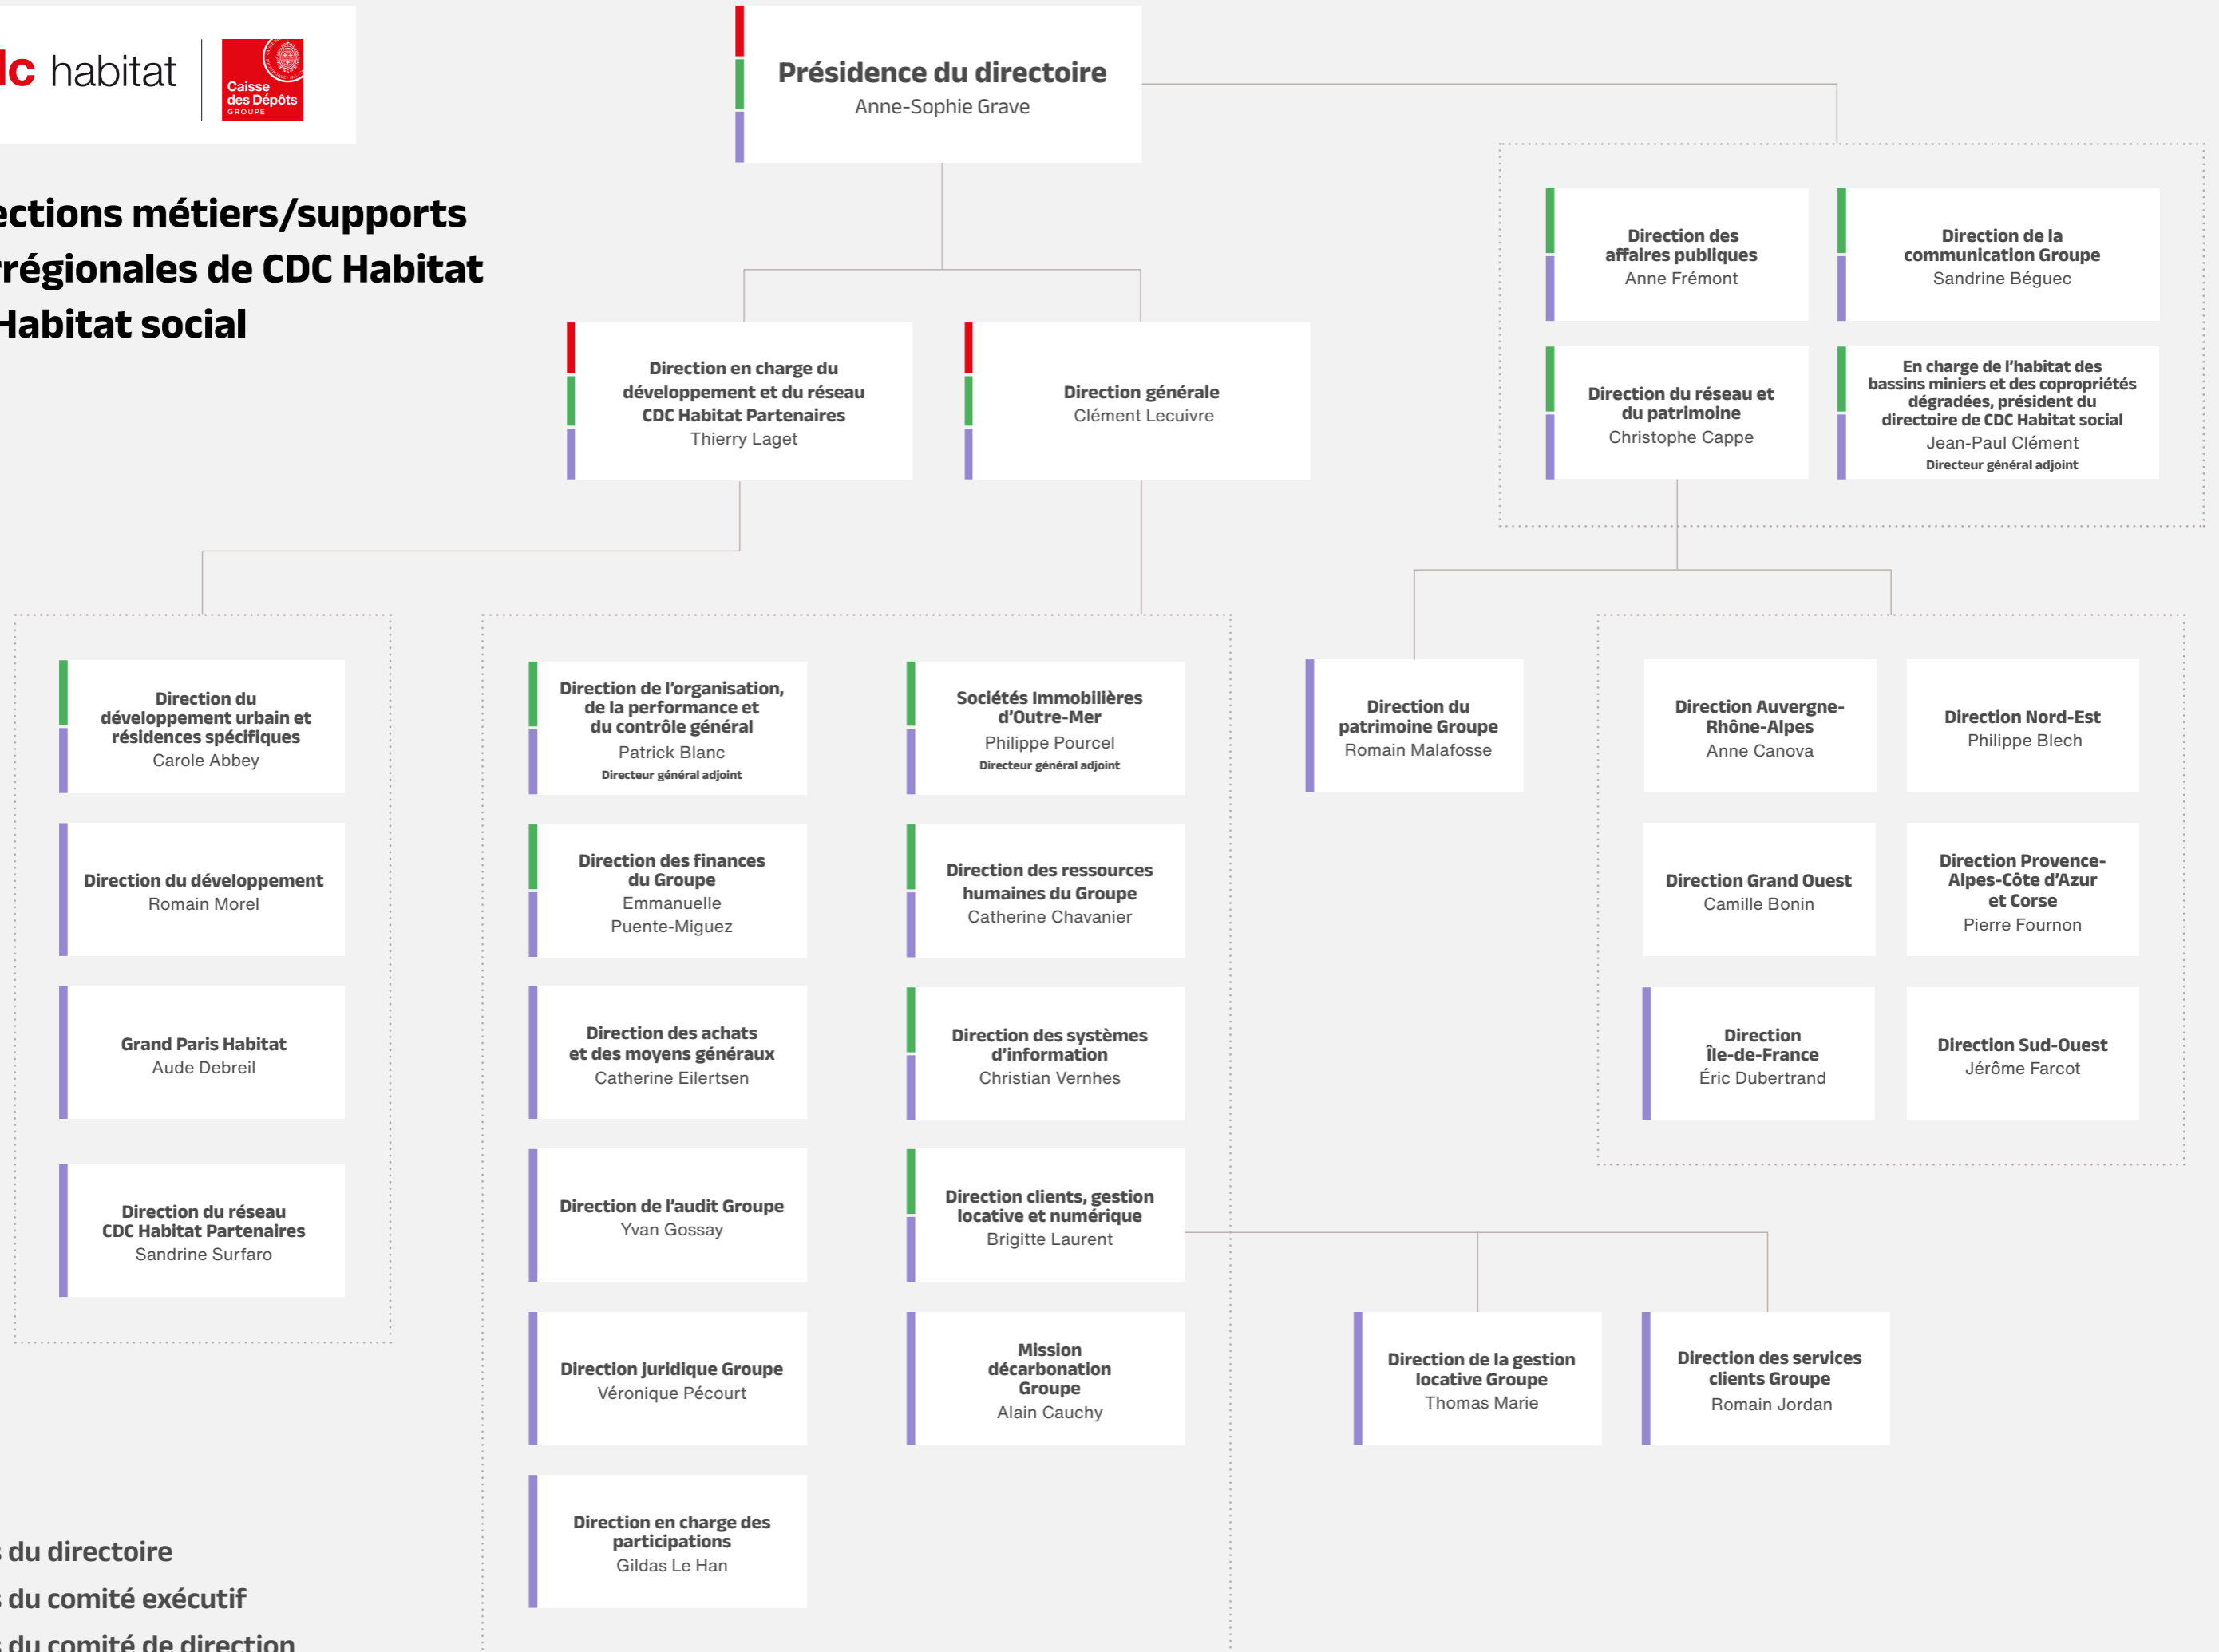 habitat
Caisse
des Dépôts
GROUPE
métiers/supports
de CDC Habitat
Habitat social
Présidence du directoire
Anne-Sophie Grave
Direction des
affaires publiques
Anne Frémont
Direction de la
communication Groupe
Sandrine Béguec
Direction du réseau et
du patrimoine
Christophe Cappe
En charge de l'habitat des
bassins miniers et des copropriétés
dégradées, président du
directoire de CDC Habitat social
Jean-Paul Clément
Directeur général adjoint
Direction en charge du
développement et du réseau
CDC Habitat Partenaires
Thierry Laget
Direction générale
Clément Lecuivre
Direction du
développement urbain et
résidences spécifiques
Carole Abbey
Direction du développement
Romain Morel
Grand Paris Habitat
Aude Debreil
Direction du réseau
CDC Habitat Partenaires
Sandrine Surfaro
Direction de l'organisation,
de la performance et
du contrôle général
Patrick Blanc
Directeur général adjoint
Direction des finances
du Groupe
Emmanuelle
Puente-Miguez
Direction des achats
et des moyens généraux
Catherine Eilertsen
Direction de l'audit Groupe
Yvan Gossay
Direction juridique Groupe
Véronique Pécourt
Direction en charge des
participations
Gildas Le Han
Sociétés Immobilières
d'Outre-Mer
Philippe Pourcel
Directeur général adjoint
Direction des ressources
humaines du Groupe
Catherine Chavanier
Direction des systèmes
d'information
Christian Vernhes
Direction clients, gestion
locative et numérique
Brigitte Laurent
Mission
décarbonation
Groupe
Alain Cauchy
Direction du
patrimoine Groupe
Romain Malafosse
Direction Auvergne-
Rhône-Alpes
Anne Canova
Direction Nord-Est
Philippe Blech
Direction Grand Ouest
Camille Bonin
Direction Provence-
Alpes-Côte d'Azur
et Corse
Pierre Fournon
Direction
Île-de-France
Éric Dubertrand
Direction Sud-Ouest
Jérôme Farcot
Direction de la gestion
locative Groupe
Thomas Marie
Direction des services
clients Groupe
Romain Jordan
du directoire
du comité exécutif
du comité de direction